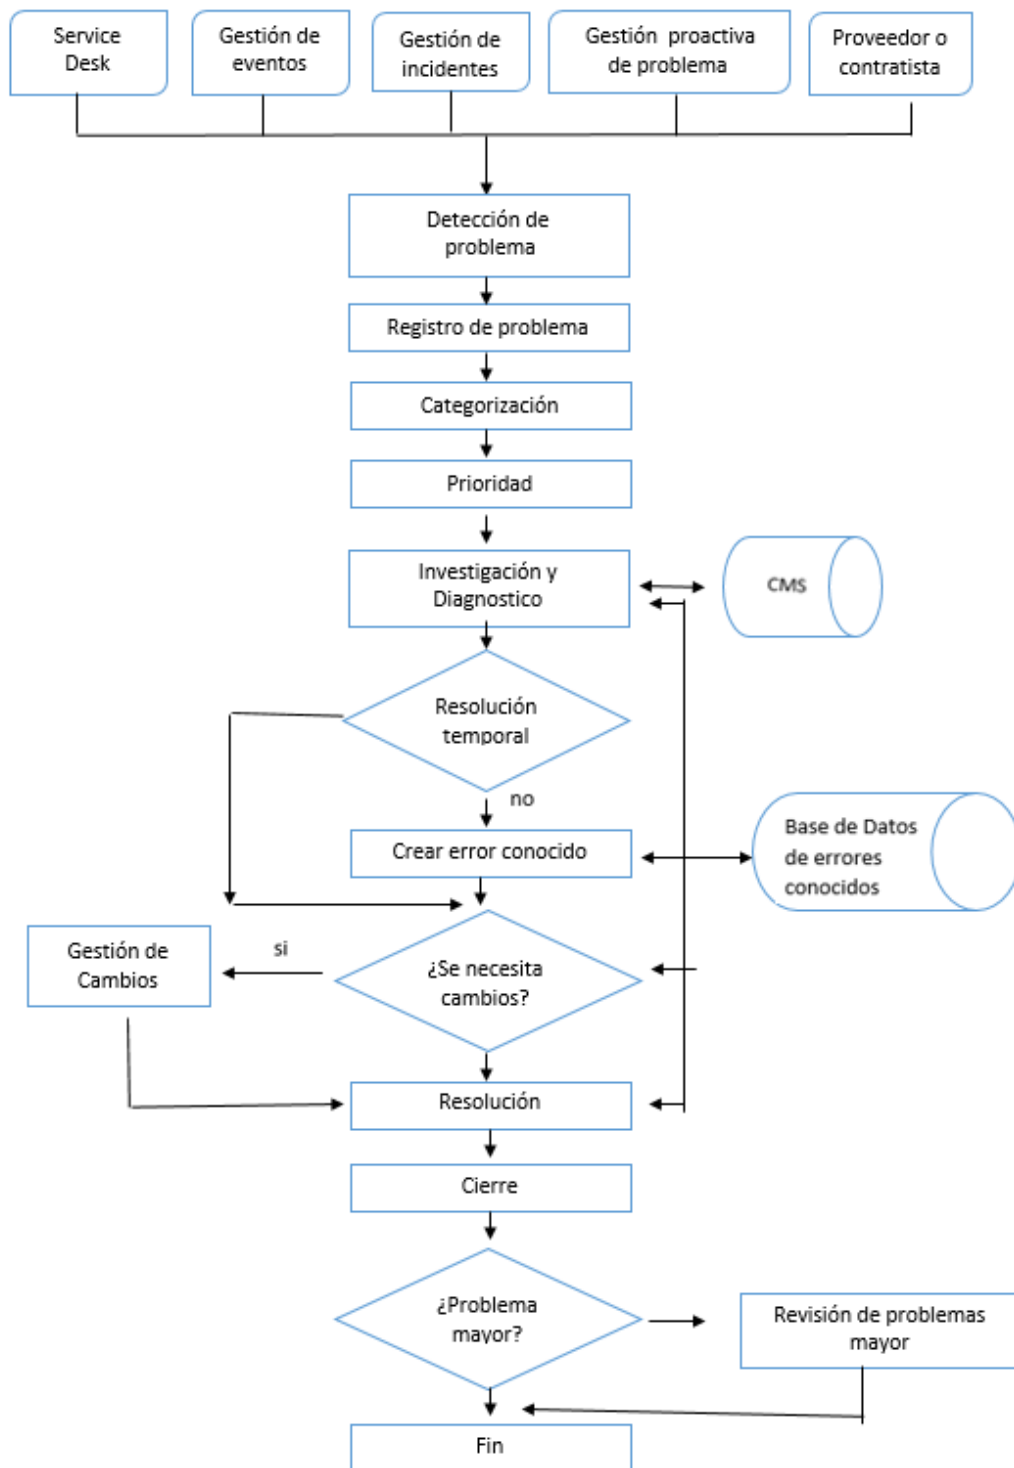 Service
Desk
Gestión de
eventos
Gestión de
incidentes
Gestión proactiva
de problema
Proveedor o
contratista
Detección de
problema
Registro de problema
Categorización
Prioridad
Investigación y
Diagnostico
CMS
Resolución
temporal
no
Crear error conocido
Base de Datos
de errores
conocidos
Gestión de
Cambios
si
¿Se necesita
cambios?
Resolución
Cierre
¿Problema
mayor?
Revisión de problemas
mayor
Fin